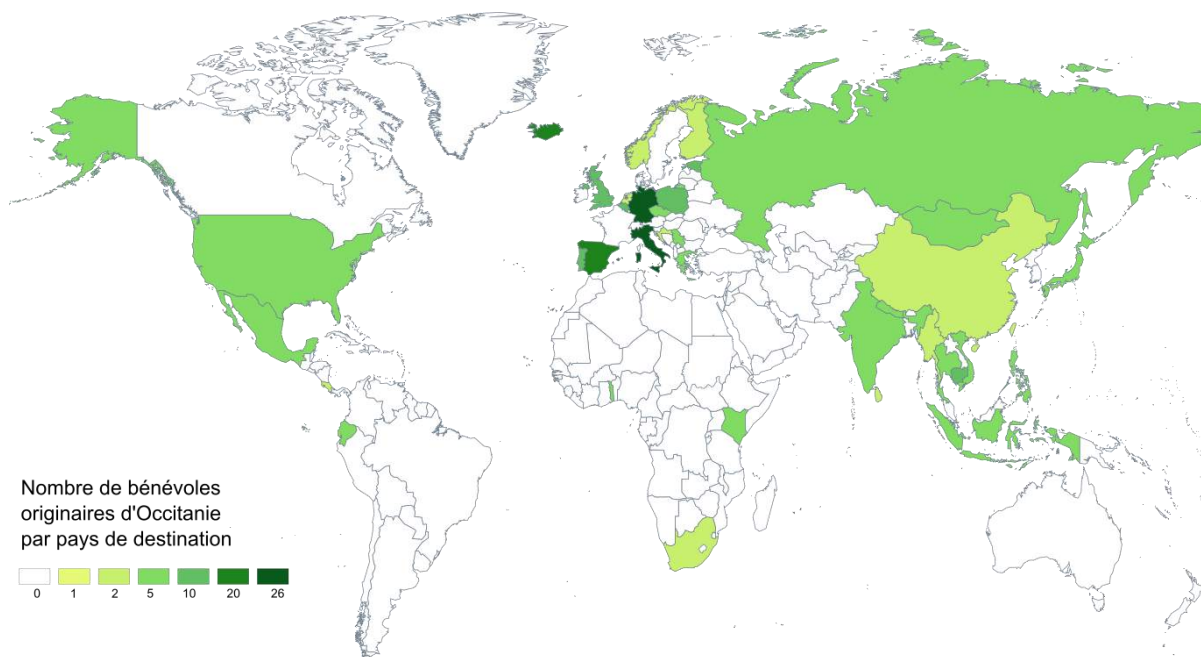 Nombre de bénévoles
originaires d'Occitanie
par pays de destination
0 1 2 5 10 20 26